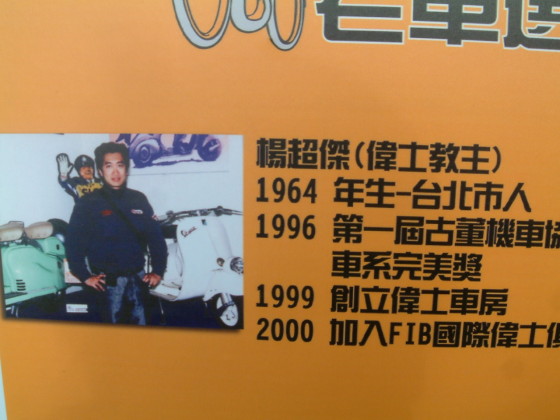 老車
楊超傑(偉士教主)
1964 年生-台北市人
1996 第一屆古董機車
車系完美獎
1999 創立偉士車房
2000 加入FIB國際偉士